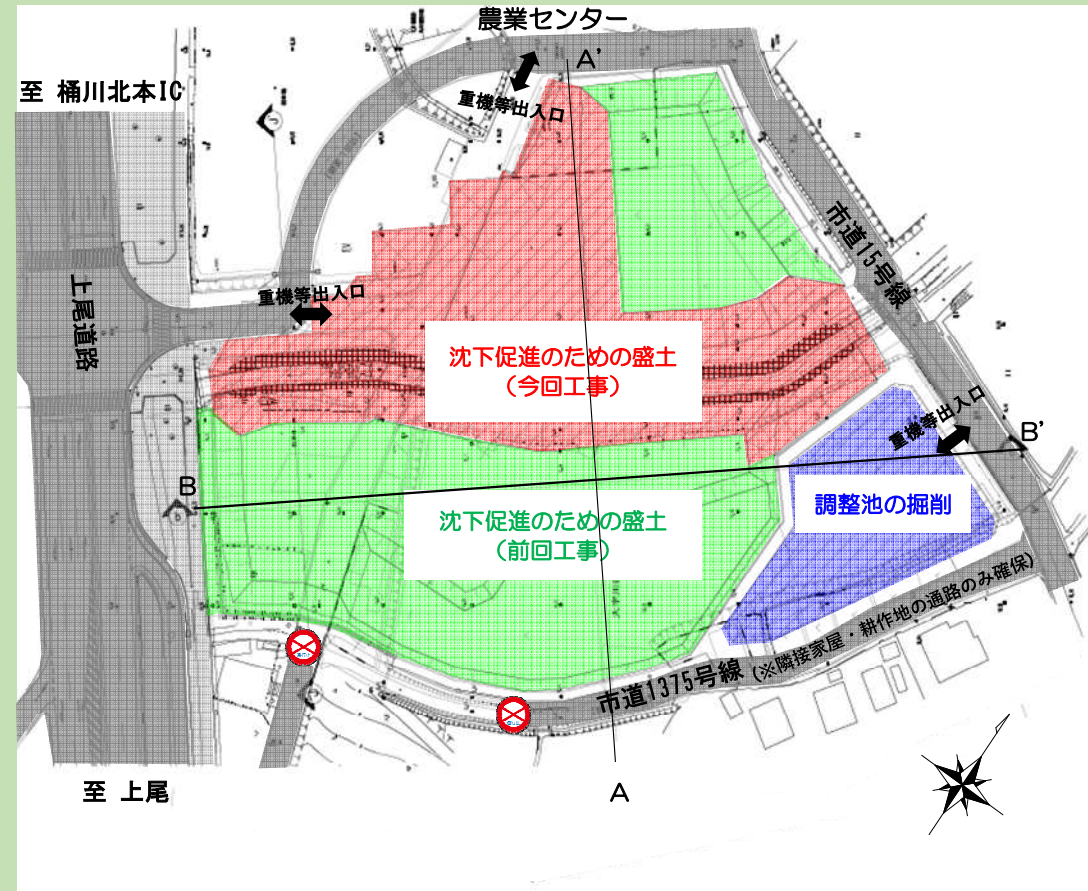 農業センター
A'
至 桶川北本IC
重機等出入口
市道15号線
重機等出入口
上尾道路
沈下促進のための盛土
(今回工事)
重機等出入口
B'
B
沈下促進のための盛土
(前回工事)
調整池の掘削
市道1375号線 (※隣接家屋・耕作地の通路のみ確保)
至 上尾
A